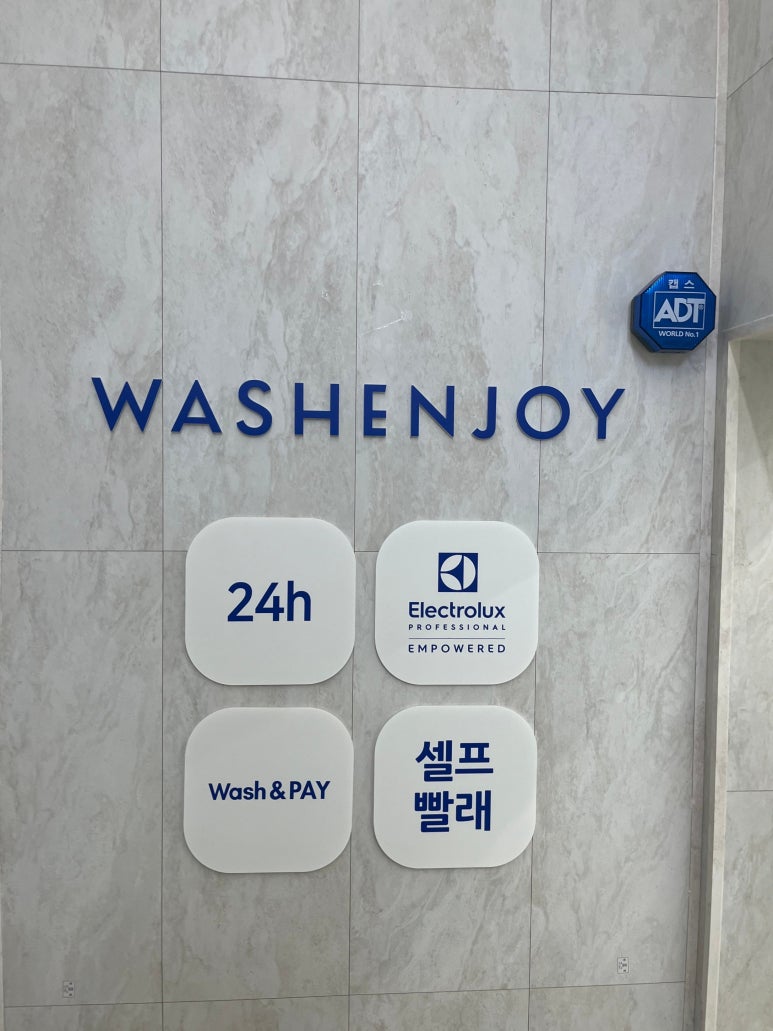 캡스
ADT
WORLD No.1
WASHENJOY
24h
Electrolux
PROFESSIONAL
EMPOWERED
Wash&PAY
셀프
빨래